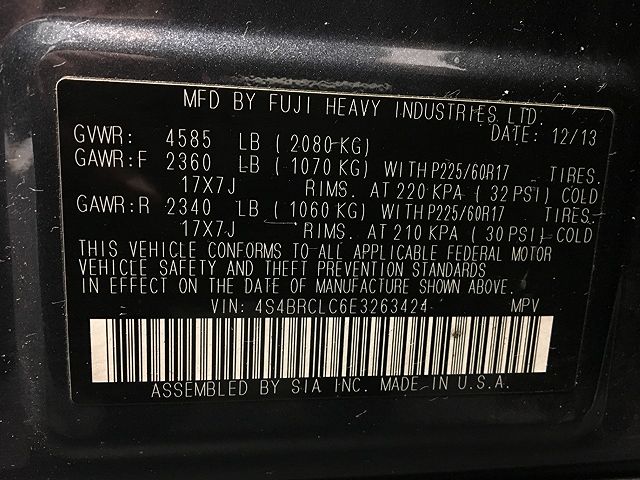 MFD BY FUJI HEAVY INDUSTRIES LTD.
DATE: 12/13
GVWR: 4585 LB ( 2080 KG)
GAWR:F 2360 LB ( 1070 KG) WITH P225/60R17 TIRES.
17X7J RIMS. AT 220 KPA ( 32 PSI) COLD
GAWR:R 2340 LB ( 1060 KG) WITH P225/60R17 TIRES.
17X7J RIMS. AT 210 KPA ( 30 PSI) COLD
THIS VEHICLE CONFORMS TO ALL APPLICABLE FEDERAL MOTOR
VEHICLE SAFETY AND THEFT PREVENTION STANDARDS
IN EFFECT ON THE DATE OF MANUFACTURE SHOWN ABOVE.
VIN: 4S4BRCLC6E3263424 MPV
ASSEMBLED BY SIA INC. MADE IN U.S.A.